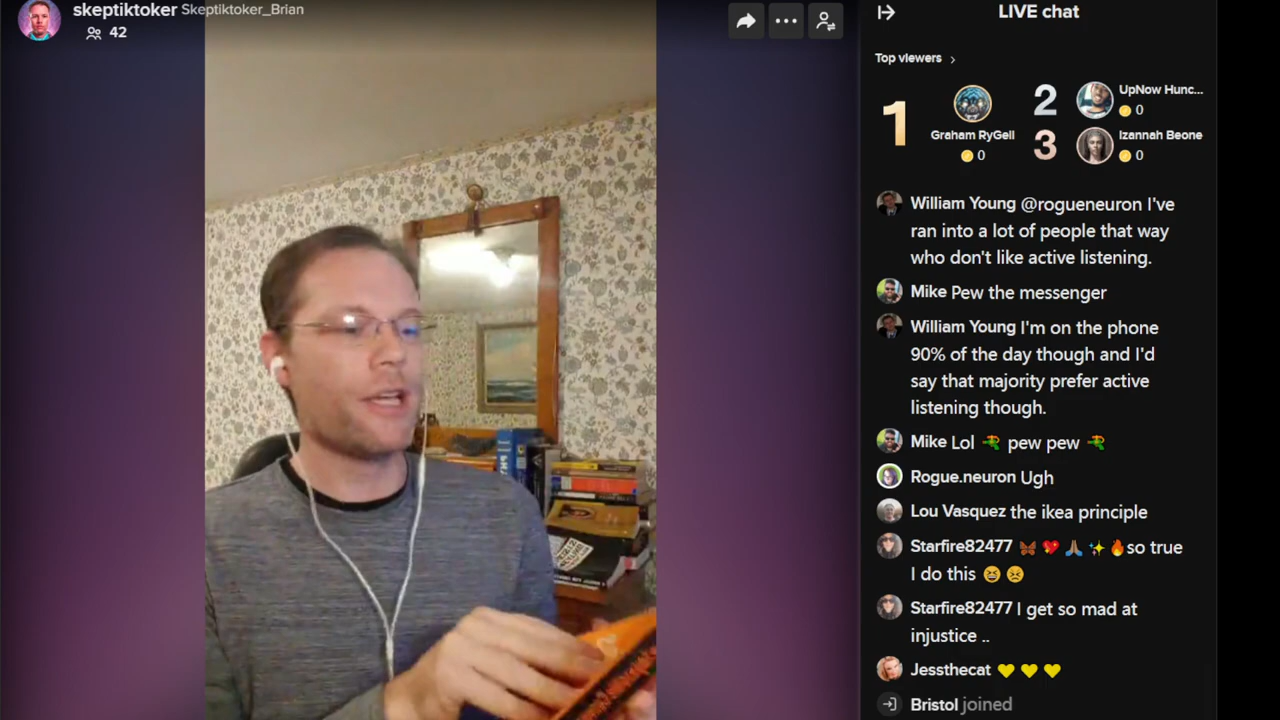 skeptiktoker Skeptiktoker_Brian
42
LIVE chat
Top viewers >
1
Graham RyGell
0
2
UpNow Hunc...
0
3
Izannah Beone
0
William Young @rogueneuron I've
ran into a lot of people that way
who don't like active listening.
Mike Pew the messenger
William Young I'm on the phone
90% of the day though and I'd
say that majority prefer active
listening though.
Mike Lol 🔫 pew pew 🔫
Rogue.neuron Ugh
Lou Vasquez the ikea principle
Starfire82477 🦋 💖 🙏🏽 ✨ 🔥so true
I do this 😆 😣
Starfire82477 I get so mad at
injustice ..
Jessthecat 💛 💛 💛
Bristol joined